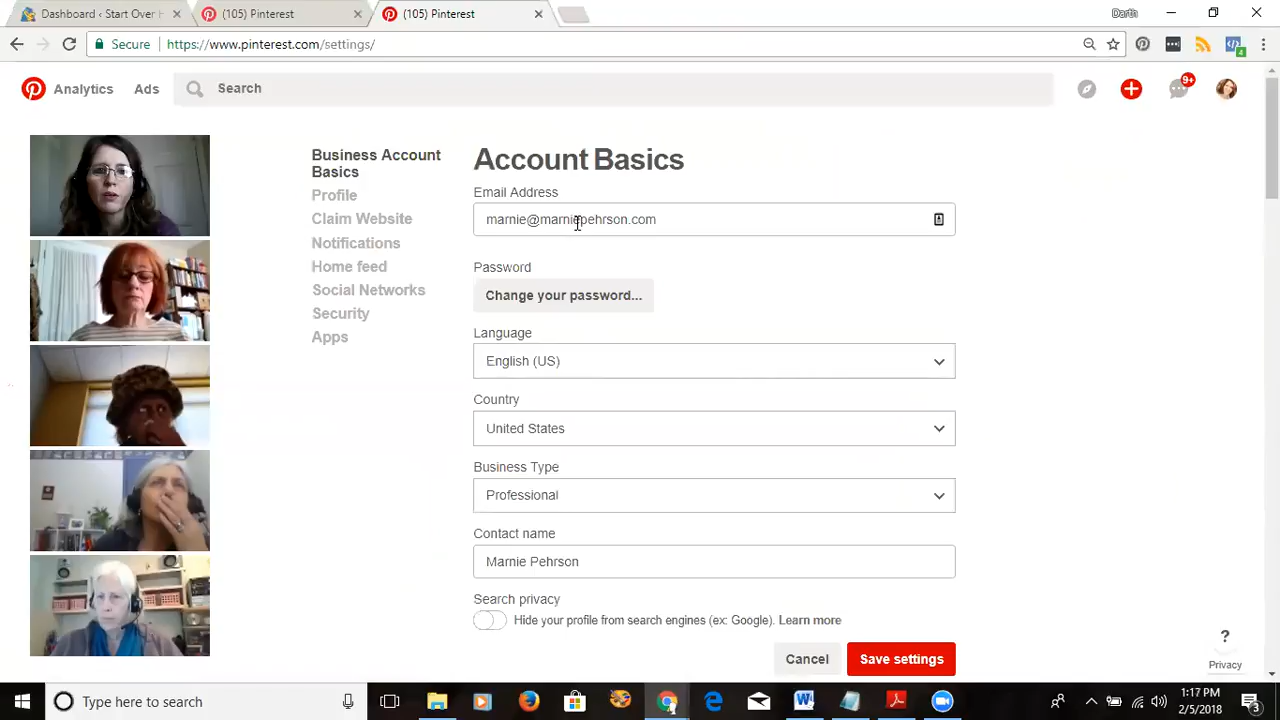 Dashboard ‹ Start Over H
(105) Pinterest
(105) Pinterest
Darth
Secure
https://www.pinterest.com/settings/
4
Analytics
Ads
Search
9+
Business Account
Basics
Profile
Claim Website
Notifications
Home feed
Social Networks
Security
Apps
Account Basics
Email Address
marnie@marniepehrson.com
Password
Change your password...
Language
English (US)
Country
United States
Business Type
Professional
Contact name
Marnie Pehrson
Search privacy
Hide your profile from search engines (ex: Google). Learn more
Cancel
Save settings
?
Privacy
Type here to search
1:17 PM
2/5/2018
3